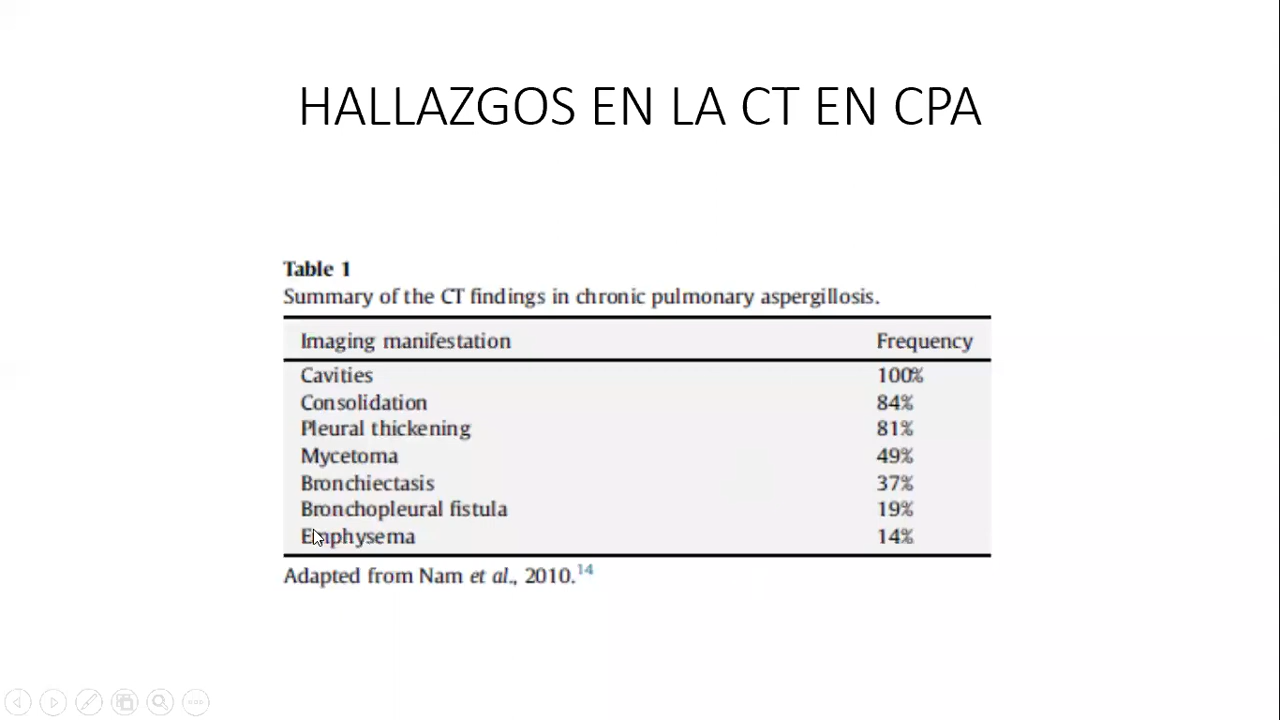 HALLAZGOS EN LA CT EN CPA
Table 1
Summary of the CT findings in chronic pulmonary aspergillosis.
Imaging manifestation Frequency
Cavities 100%
Consolidation 84%
Pleural thickening 81%
Mycetoma 49%
Bronchiectasis 37%
Bronchopleural fistula 19%
Emphysema 14%
Adapted from Nam et al., 2010.14